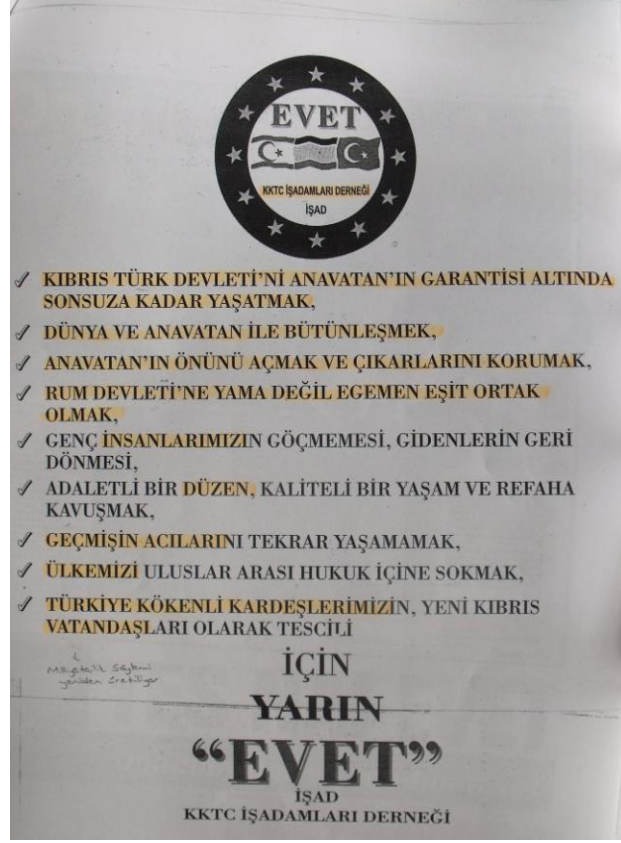 EVET
KKTC İŞADAMLARI DERNEĞİ
İŞAD
KIBRIS TÜRK DEVLETİ'Nİ ANAVATAN'IN GARANTİSİ ALTINDA
SONSUZA KADAR YAŞATMAK,
DÜNYA VE ANAVATAN İLE BÜTÜNLEŞMEK,
ANAVATAN'IN ÖNÜNÜ AÇMAK VE ÇIKARLARINI KORUMAK,
RUM DEVLETİ'NE YAMA DEĞİL EGEMEN EŞİT ORTAK
OLMAK,
GENÇ İNSANLARIMIZIN GÖÇMEMESİ, GİDENLERİN GERİ
DÖNMESİ,
ADALETLİ BİR DÜZEN, KALİTELİ BİR YAŞAM VE REFAHA
KAVUŞMAK,
GEÇMİŞİN ACILARINI TEKRAR YAŞAMAMAK,
ÜLKEMİZİ ULUSLAR ARASI HUKUK İÇİNE SOKMAK,
TÜRKİYE KÖKENLİ KARDEŞLERİMİZİN, YENİ KIBRIS
VATANDAŞLARI OLARAK TESCİLİ
yeniden üretiliyor
İÇİN
YARIN
“EVET”
İŞAD
KKTC İŞADAMLARI DERNEĞİ